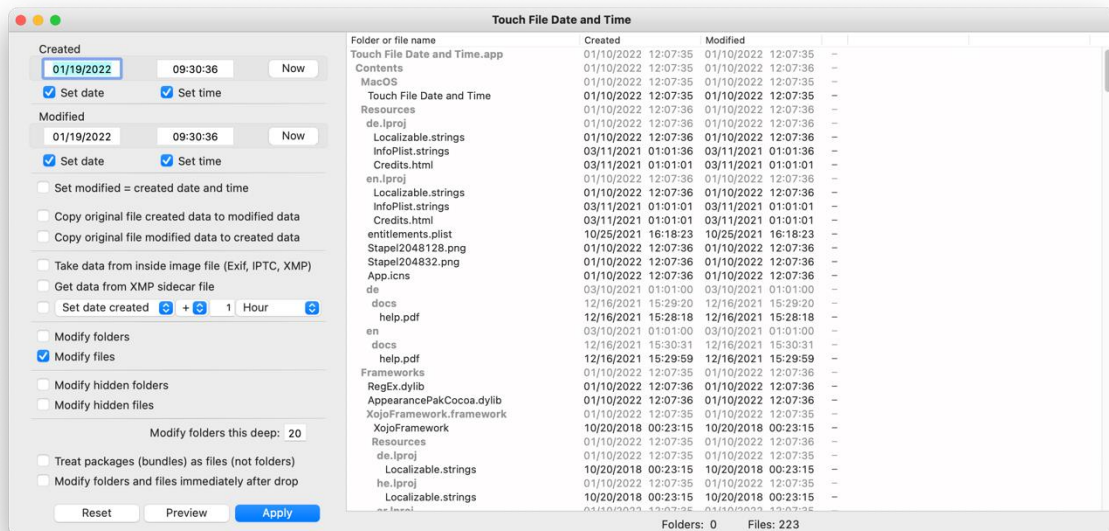 Touch File Date and Time
Created
01/19/2022 09:30:36 Now
Set date Set time
Modified
01/19/2022 09:30:36 Now
Set date Set time
Set modified = created date and time
Copy original file created data to modified data
Copy original file modified data to created data
Take data from inside image file (Exif, IPTC, XMP)
Get data from XMP sidecar file
Set date created + 1 Hour
Modify folders
Modify files
Modify hidden folders
Modify hidden files
Modify folders this deep: 20
Treat packages (bundles) as files (not folders)
Modify folders and files immediately after drop
Reset Preview Apply
Folder or file name Created Modified
Touch File Date and Time.app 01/10/2022 12:07:35 01/10/2022 12:07:35 –
Contents 01/10/2022 12:07:35 01/10/2022 12:07:36 –
MacOS 01/10/2022 12:07:35 01/10/2022 12:07:35 –
Touch File Date and Time 01/10/2022 12:07:35 01/10/2022 12:07:35 –
Resources 01/10/2022 12:07:36 01/10/2022 12:07:36 –
de.lproj 01/10/2022 12:07:36 01/10/2022 12:07:36 –
Localizable.strings 01/10/2022 12:07:36 01/10/2022 12:07:36 –
InfoPlist.strings 03/11/2021 01:01:36 03/11/2021 01:01:36 –
Credits.html 03/11/2021 01:01:01 03/11/2021 01:01:01 –
en.lproj 01/10/2022 12:07:36 01/10/2022 12:07:36 –
Localizable.strings 01/10/2022 12:07:36 01/10/2022 12:07:36 –
InfoPlist.strings 03/11/2021 01:01:01 03/11/2021 01:01:01 –
Credits.html 03/11/2021 01:01:01 03/11/2021 01:01:01 –
entitlements.plist 10/25/2021 16:18:23 10/25/2021 16:18:23 –
Stapel2048128.png 01/10/2022 12:07:36 01/10/2022 12:07:36 –
Stapel204832.png 01/10/2022 12:07:36 01/10/2022 12:07:36 –
App.icns 01/10/2022 12:07:36 01/10/2022 12:07:36 –
de 03/10/2021 01:01:00 03/10/2021 01:01:00 –
docs 12/16/2021 15:29:20 12/16/2021 15:29:20 –
help.pdf 12/16/2021 15:28:18 12/16/2021 15:28:18 –
en 03/10/2021 01:01:00 03/10/2021 01:01:00 –
docs 12/16/2021 15:30:31 12/16/2021 15:30:31 –
help.pdf 12/16/2021 15:29:59 12/16/2021 15:29:59 –
Frameworks 01/10/2022 12:07:35 01/10/2022 12:07:36 –
RegEx.dylib 01/10/2022 12:07:36 01/10/2022 12:07:36 –
AppearancePakCocoa.dylib 01/10/2022 12:07:36 01/10/2022 12:07:36 –
XojoFramework.framework 01/10/2022 12:07:35 01/10/2022 12:07:35 –
XojoFramework 10/20/2018 00:23:15 10/20/2018 00:23:15 –
Resources 01/10/2022 12:07:35 01/10/2022 12:07:36 –
de.lproj 01/10/2022 12:07:35 01/10/2022 12:07:35 –
Localizable.strings 10/20/2018 00:23:15 10/20/2018 00:23:15 –
he.lproj 01/10/2022 12:07:35 01/10/2022 12:07:35 –
Localizable.strings 10/20/2018 00:23:15 10/20/2018 00:23:15 –
Folders: 0 Files: 223